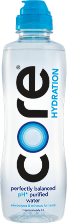 core
HYDRATION
perfectly balanced
pH purified
water